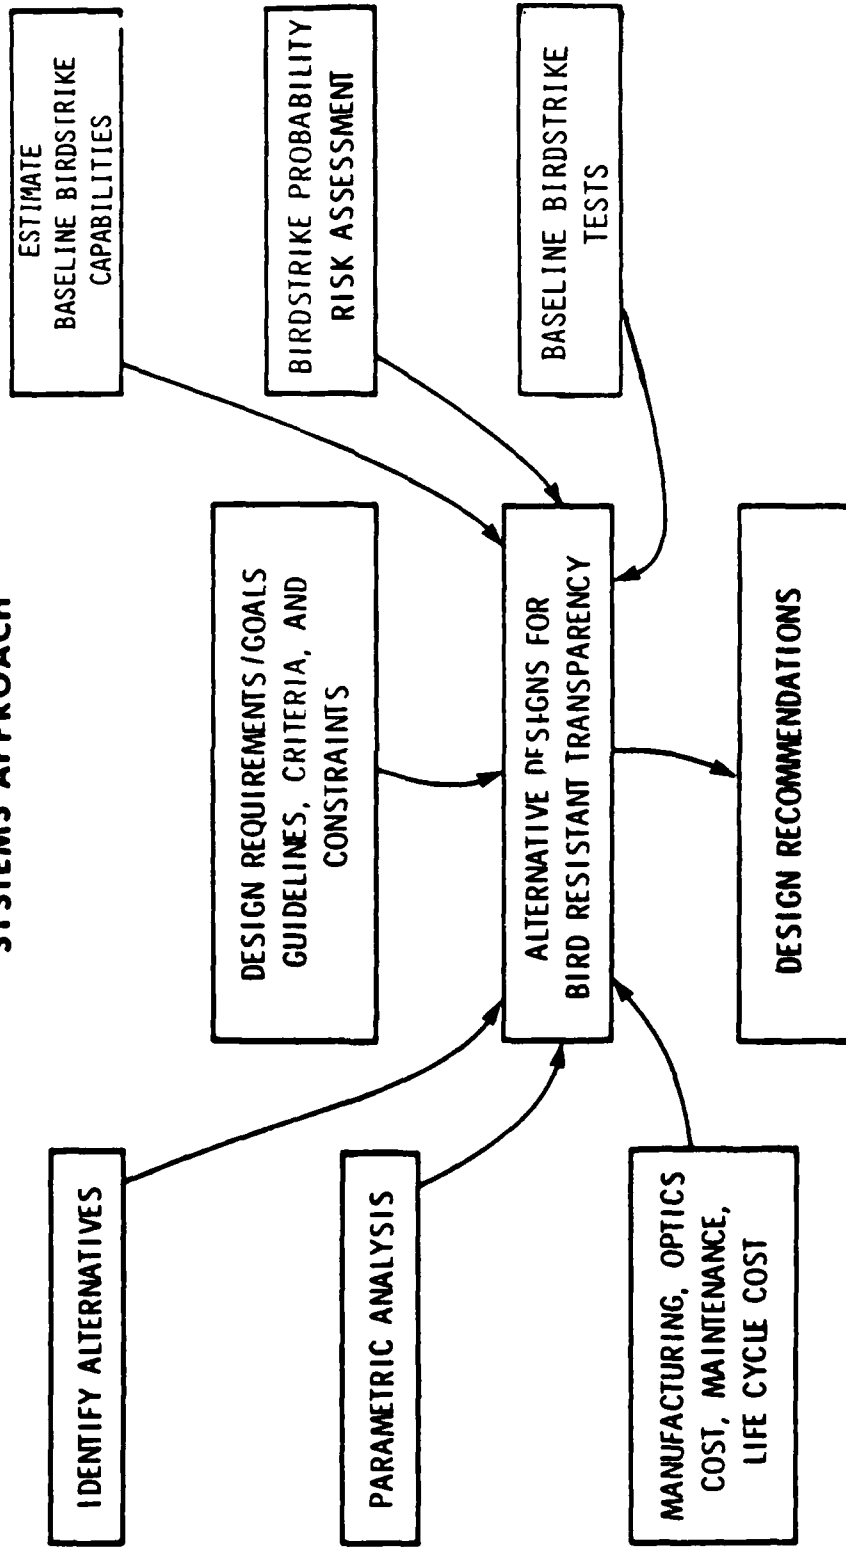 SYSTEMS APPROACH
IDENTIFY ALTERNATIVES
PARAMETRIC ANALYSIS
MANUFACTURING, OPTICS
COST, MAINTENANCE,
LIFE CYCLE COST
DESIGN REQUIREMENTS/GOALS
GUIDELINES, CRITERIA, AND
CONSTRAINTS
ALTERNATIVE DESIGNS FOR
BIRD RESISTANT TRANSPARENCY
DESIGN RECOMMENDATIONS
ESTIMATE
BASELINE BIRDSTRIKE
CAPABILITIES
BIRDSTRIKE PROBABILITY
RISK ASSESSMENT
BASELINE BIRDSTRIKE
TESTS